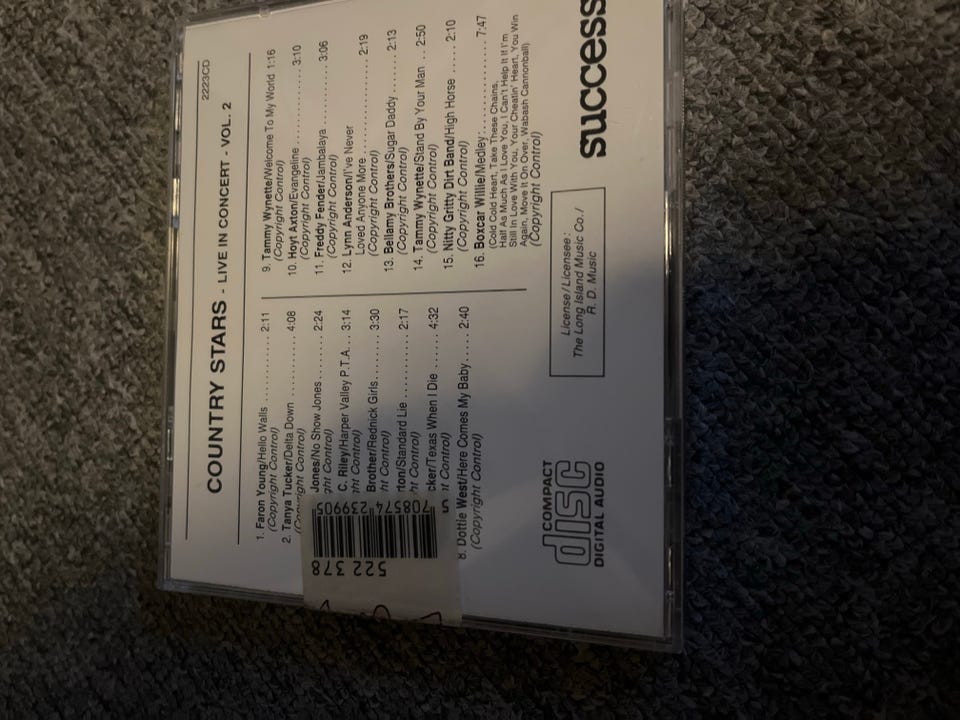 2223CD
COUNTRY STARS - LIVE IN CONCERT - VOL. 2
1. Faron Young/Hello Walls ............ 2:11
(Copyright Control)
2. Tanya Tucker/Delta Down .......... 4:08
(Copyright Control)
Jones/No Show Jones ........ 2:24
ght Control)
C. Riley/Harper Valley P.T.A. .. 3:14
ght Control)
Brother/Rednick Girls .......... 3:30
ht Control)
rton/Standard Lie ................ 2:17
ht Control)
cker/Texas When I Die ..... 4:32
t Control)
8. Dottie West/Here Comes My Baby ..... 2:40
(Copyright Control)
9. Tammy Wynette/Welcome To My World 1:16
(Copyright Control)
10. Hoyt Axton/Evangeline .............. 3:10
(Copyright Control)
11. Freddy Fender/Jambalaya .......... 3:06
(Copyright Control)
12. Lynn Anderson/I've Never
Loved Anyone More .................. 2:19
(Copyright Control)
13. Bellamy Brothers/Sugar Daddy ...... 2:13
(Copyright Control)
14. Tammy Wynette/Stand By Your Man ... 2:50
(Copyright Control)
15. Nitty Gritty Dirt Band/High Horse .... 2:10
(Copyright Control)
16. Boxcar Willie/Medley: .............. 7:47
(Cold Cold Heart, Take These Chains,
Half As Much As I Love You, I Can't Help It If I'm
Still In Love With You, Your Cheatin' Heart, You Win
Again, Move It On Over, Wabash Cannonball)
(Copyright Control)
708574 239905
522 378
COMPACT
disc
DIGITAL AUDIO
License/Licensee:
The Long Island Music Co./
R. D. Music
success